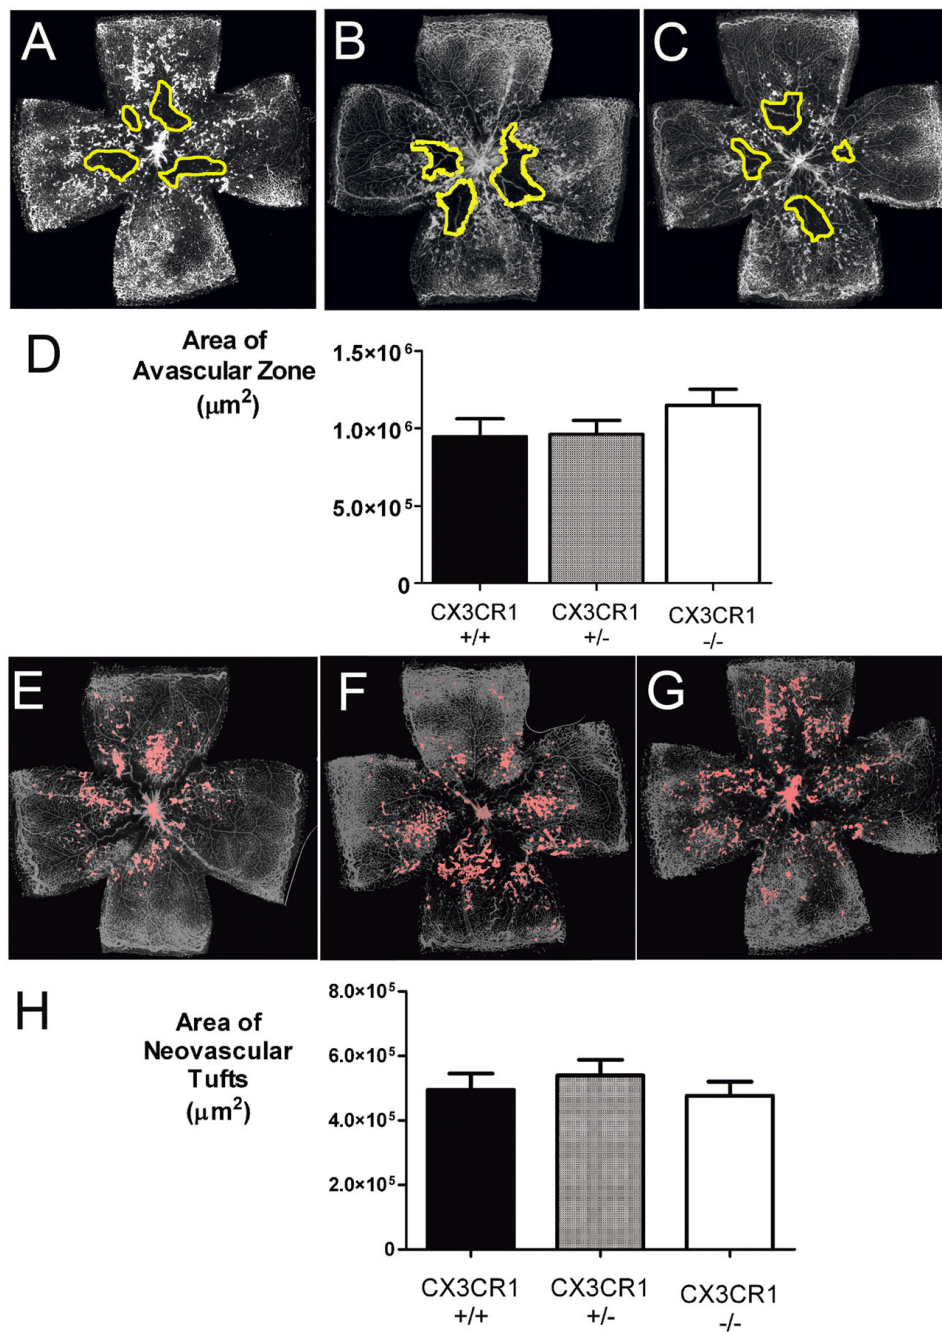 A
B
C
D
Area of
Avascular Zone
(μm²)
1.5×10⁶
1.0×10⁶
5.0×10⁵
0
CX3CR1
+/+
CX3CR1
+/-
CX3CR1
-/-
E
F
G
H
Area of
Neovascular
Tufts
(μm²)
8.0×10⁵
6.0×10⁵
4.0×10⁵
2.0×10⁵
0
CX3CR1
+/+
CX3CR1
+/-
CX3CR1
-/-